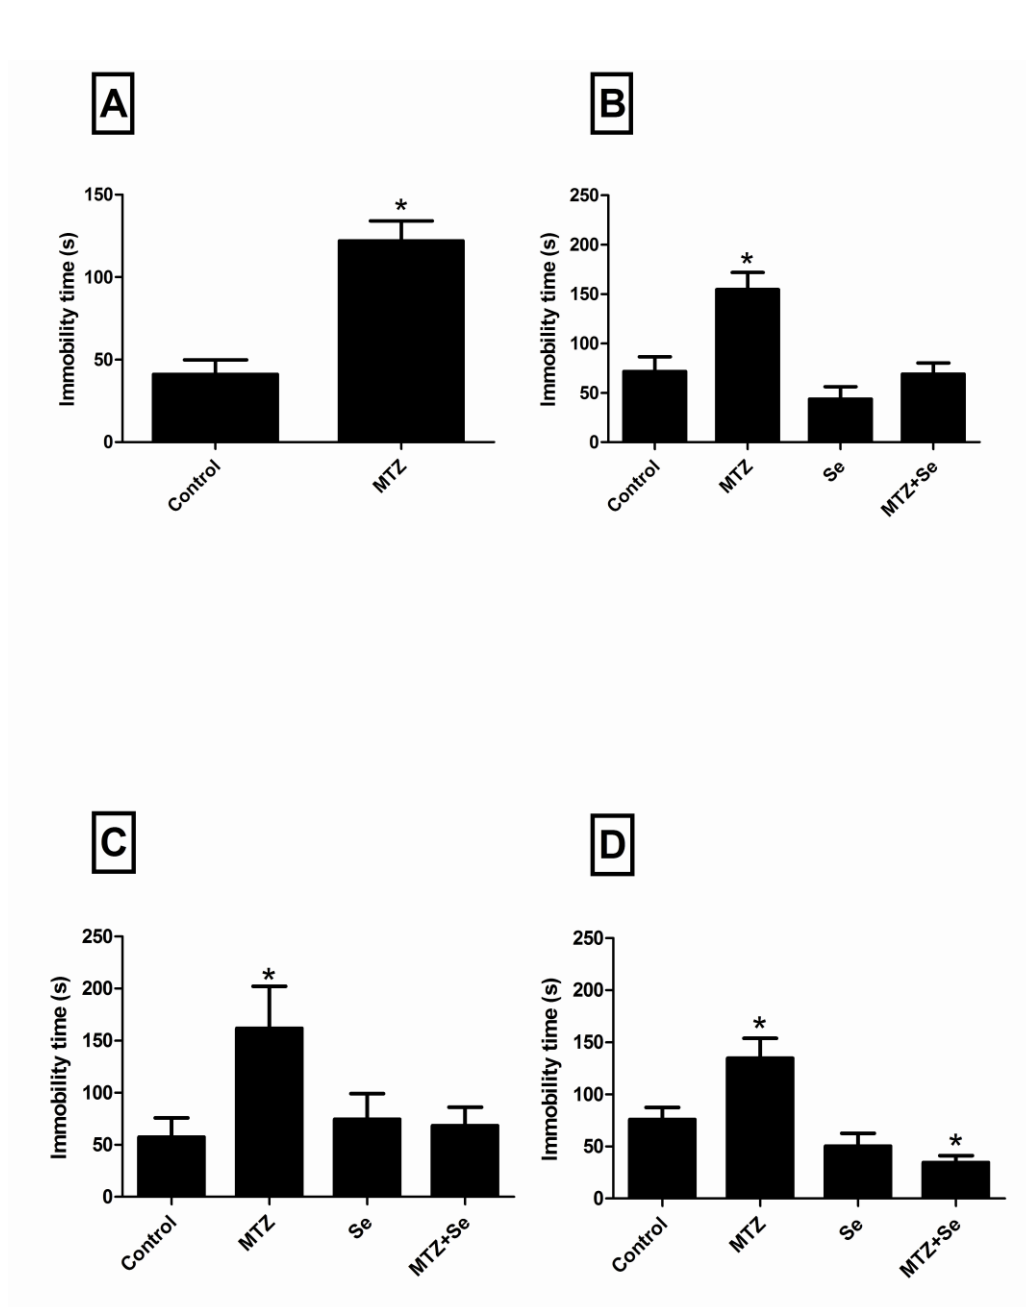 A
B
150
100
50
0
Immobility time (s)
*
Control
MTZ
250
200
150
100
50
0
Immobility time (s)
*
Control
MTZ
Se
MTZ+Se
C
D
250
200
150
100
50
0
Immobility time (s)
*
Control
MTZ
Se
MTZ+Se
250
200
150
100
50
0
Immobility time (s)
*
*
Control
MTZ
Se
MTZ+Se